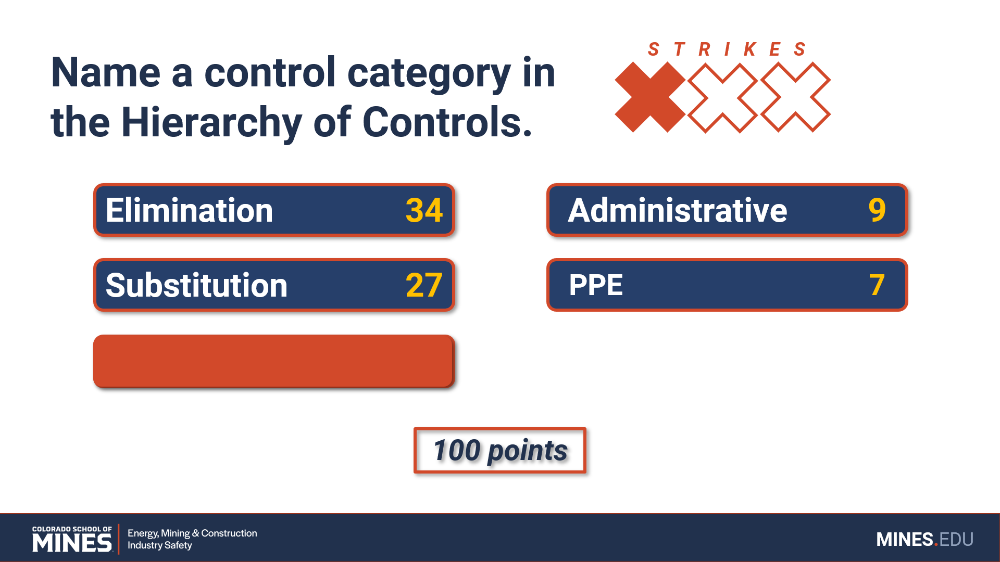 Name a control category in
the Hierarchy of Controls.
STRIKES
Elimination 34
Substitution 27
Administrative 9
PPE 7
100 points
COLORADO SCHOOL OF
MINES
Energy, Mining & Construction
Industry Safety
MINES.EDU